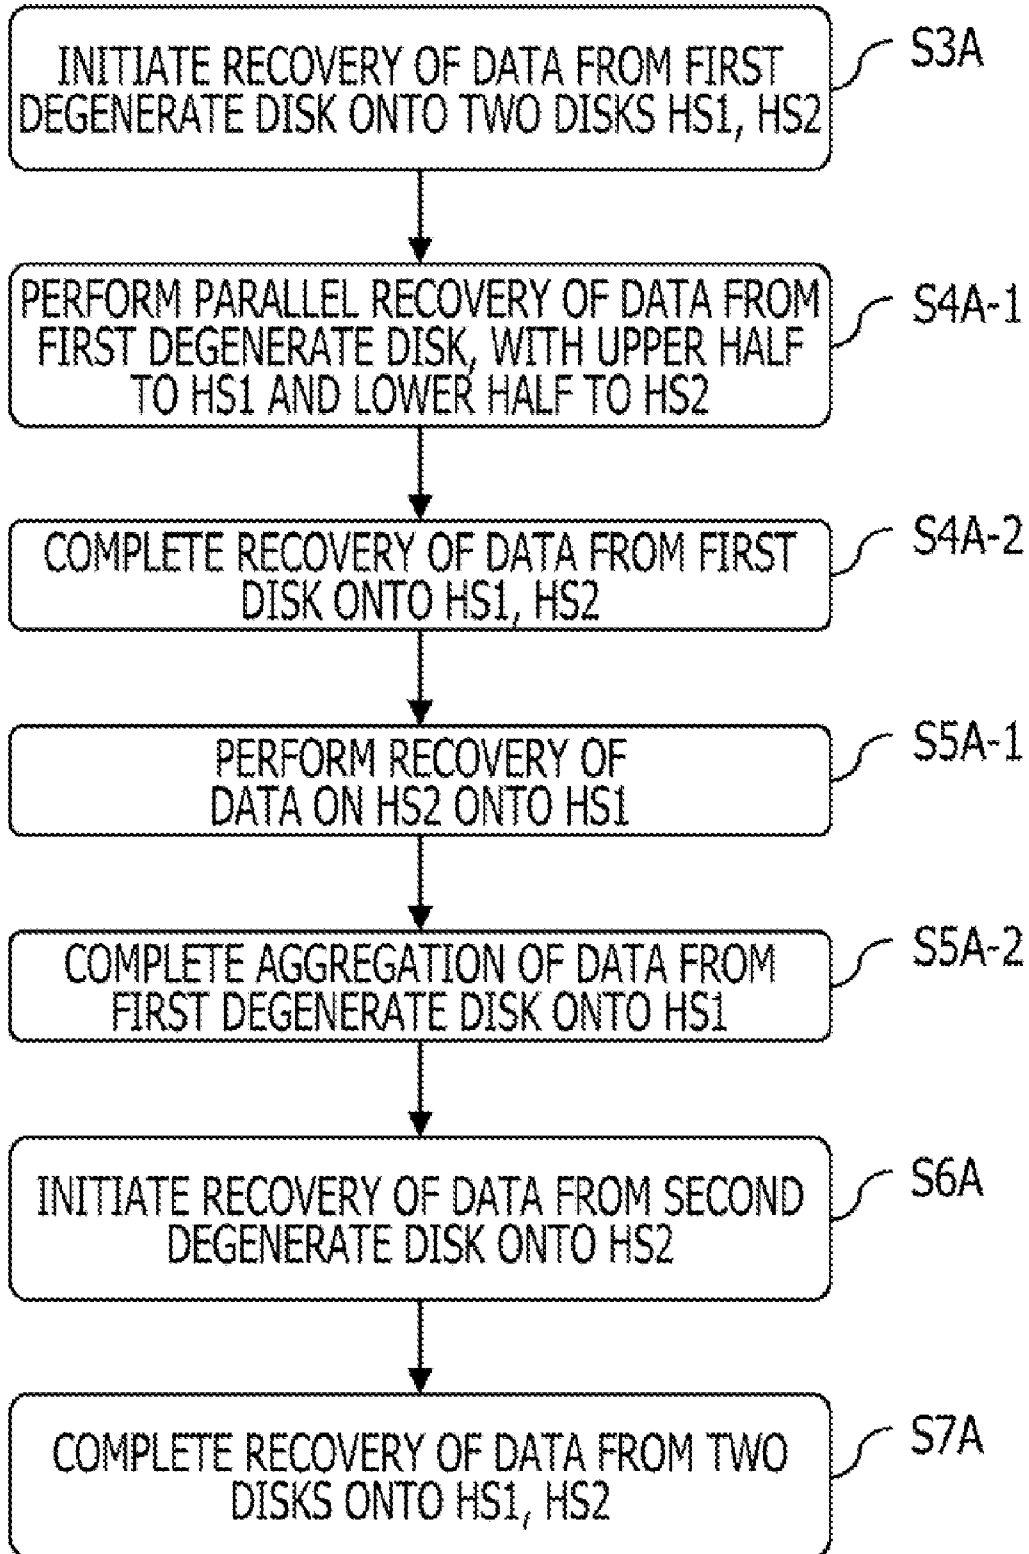 INITIATE RECOVERY OF DATA FROM FIRST
DEGENERATE DISK ONTO TWO DISKS HS1, HS2
S3A
PERFORM PARALLEL RECOVERY OF DATA FROM
FIRST DEGENERATE DISK, WITH UPPER HALF
TO HS1 AND LOWER HALF TO HS2
S4A-1
COMPLETE RECOVERY OF DATA FROM FIRST
DISK ONTO HS1, HS2
S4A-2
PERFORM RECOVERY OF
DATA ON HS2 ONTO HS1
S5A-1
COMPLETE AGGREGATION OF DATA FROM
FIRST DEGENERATE DISK ONTO HS1
S5A-2
INITIATE RECOVERY OF DATA FROM SECOND
DEGENERATE DISK ONTO HS2
S6A
COMPLETE RECOVERY OF DATA FROM TWO
DISKS ONTO HS1, HS2
S7A